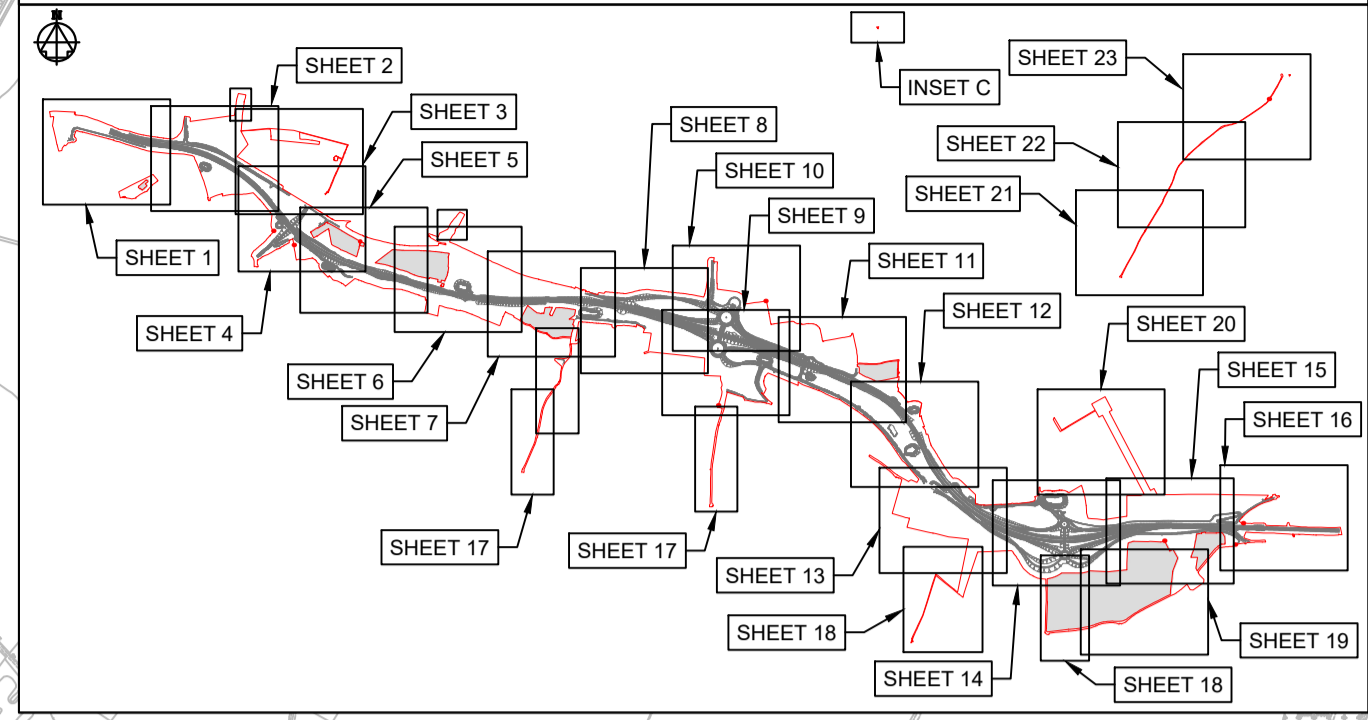 SHEET 2
INSET C
SHEET 23
SHEET 3
SHEET 8
SHEET 22
SHEET 5
SHEET 10
SHEET 21
SHEET 9
SHEET 1
SHEET 11
SHEET 12
SHEET 4
SHEET 20
SHEET 6
SHEET 15
SHEET 7
SHEET 16
SHEET 17
SHEET 17
SHEET 13
SHEET 18
SHEET 19
SHEET 14
SHEET 18